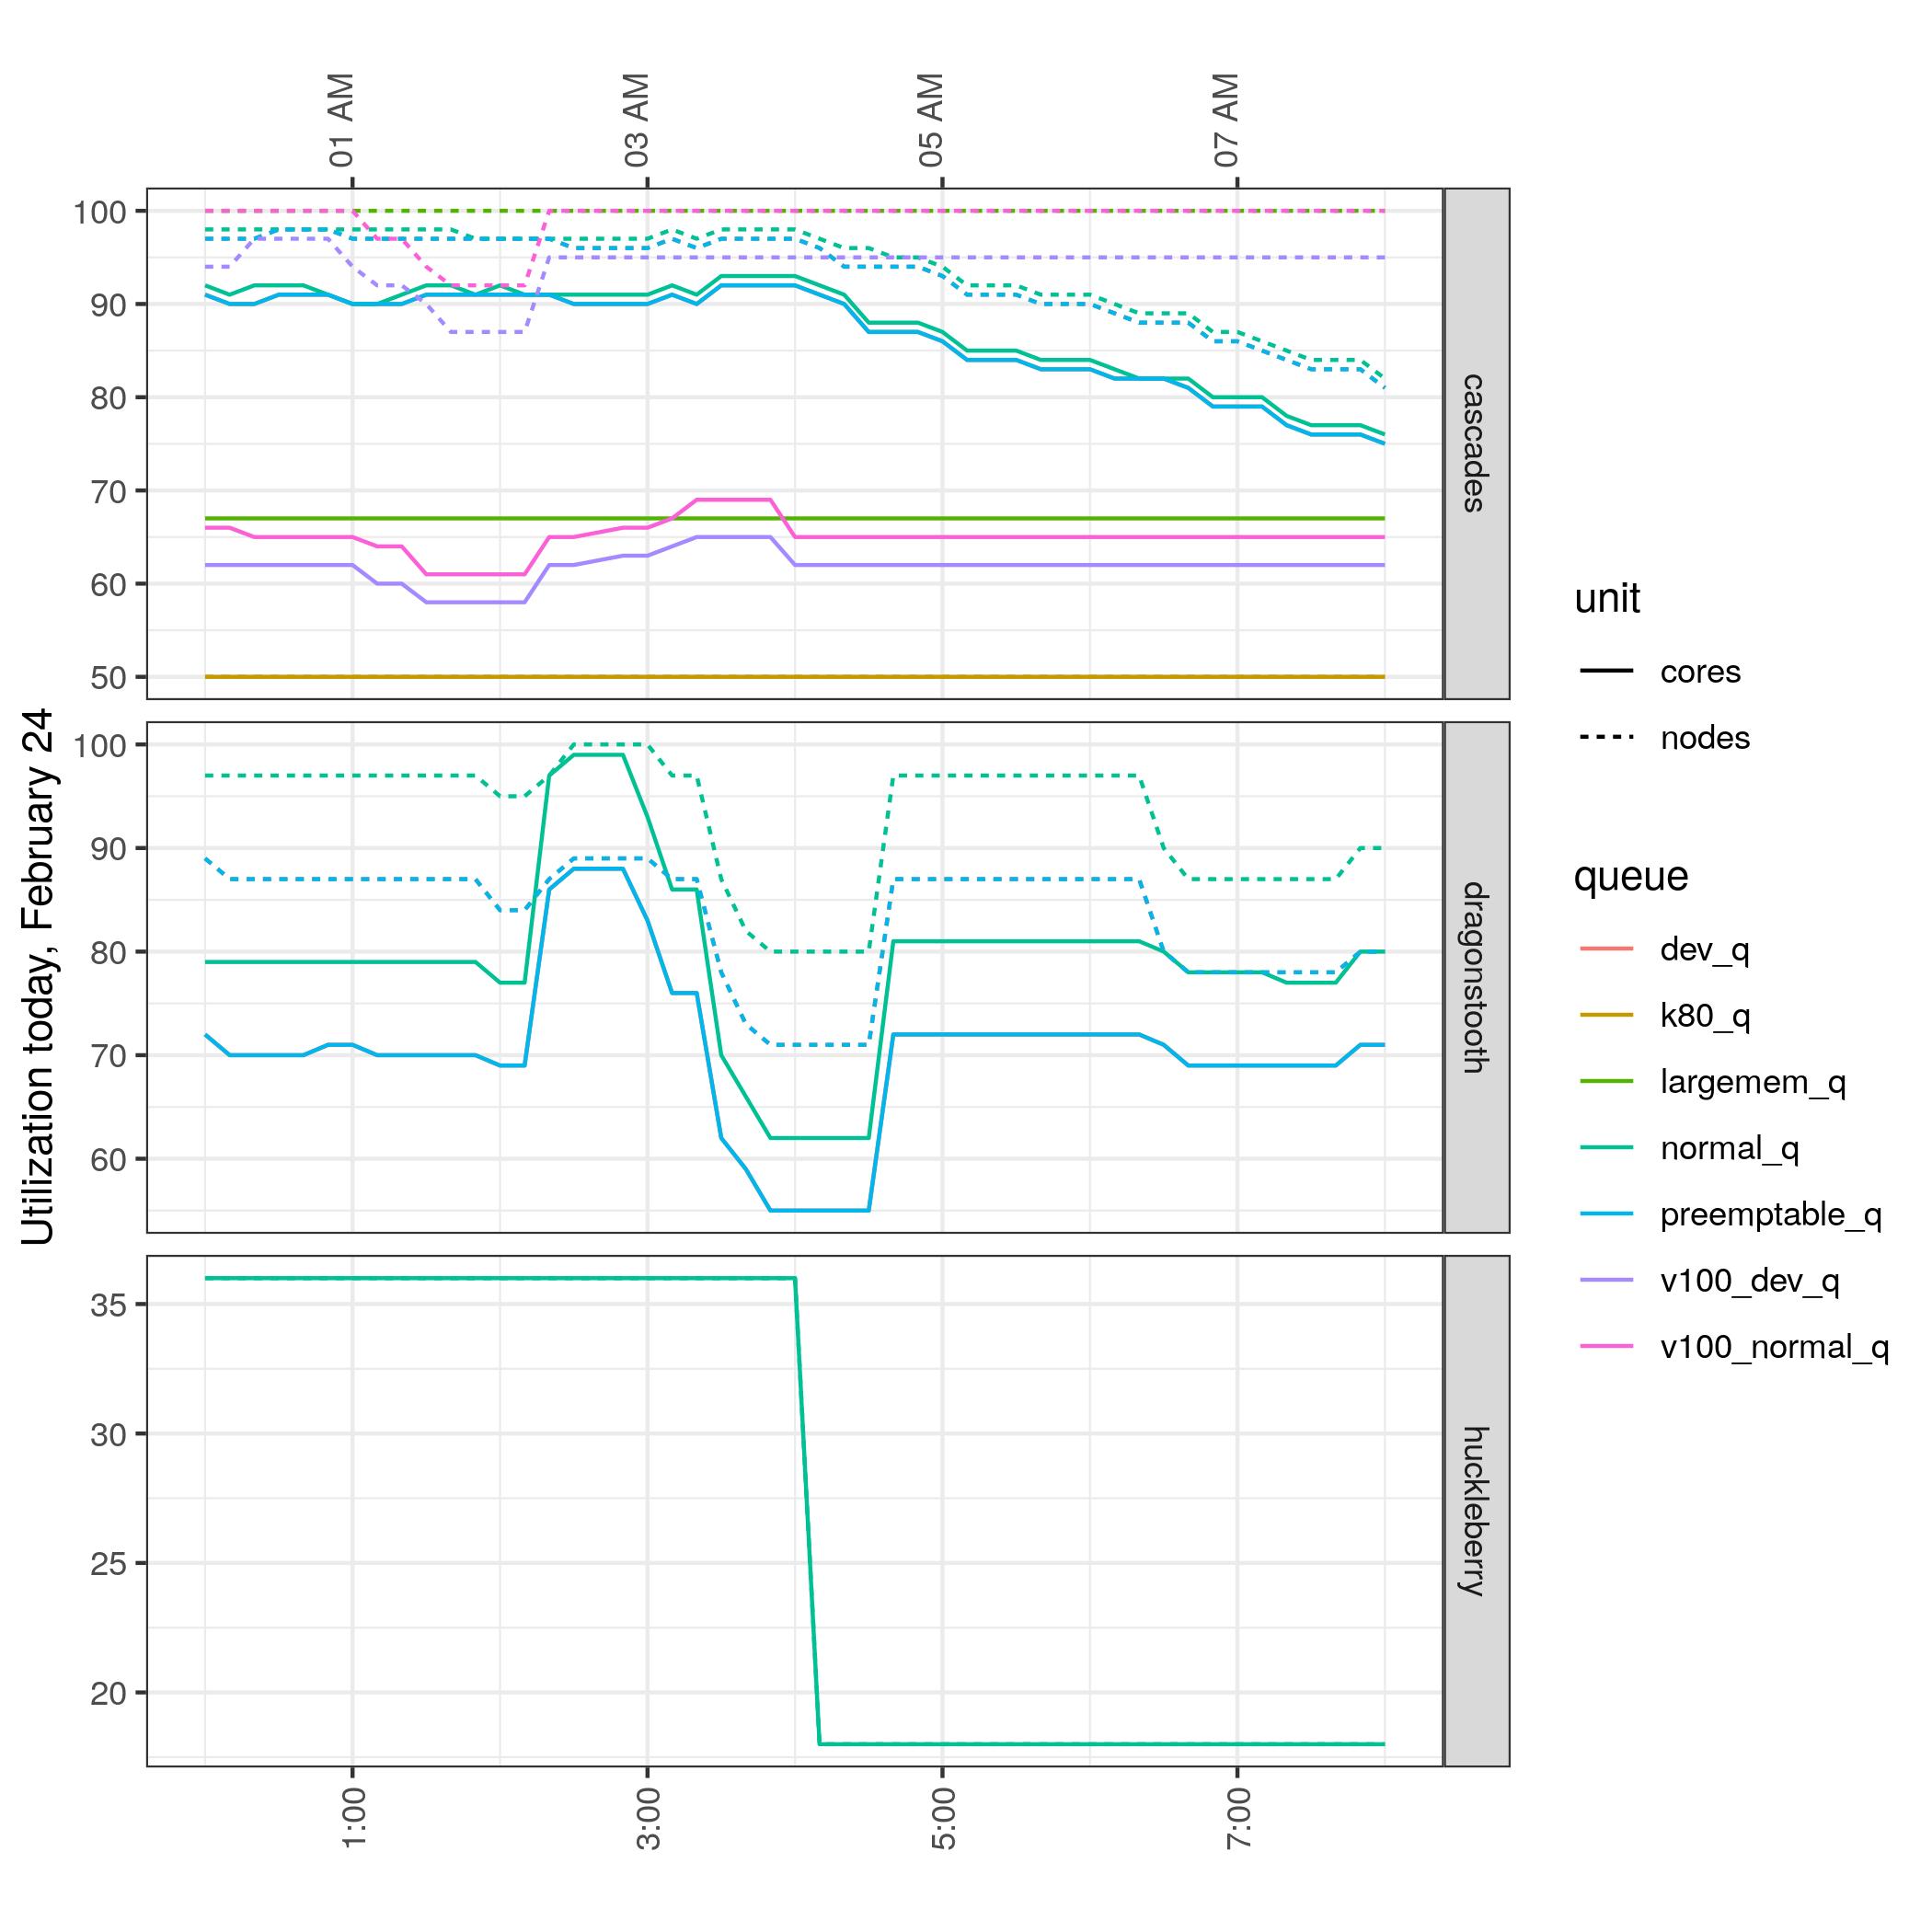 01 AM
03 AM
05 AM
07 AM
Utilization today, February 24
100
90
80
70
60
50
cascades
100
90
80
70
60
dragonstooth
35
30
25
20
huckleberry
1:00
3:00
5:00
7:00
unit
cores
nodes
queue
dev_q
k80_q
largemem_q
normal_q
preemptable_q
v100_dev_q
v100_normal_q